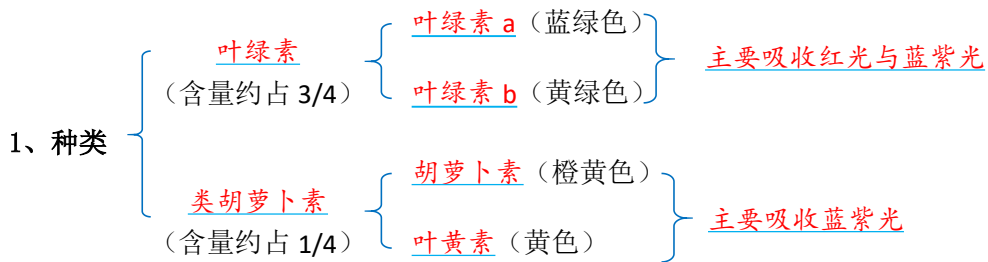 叶绿素a（蓝绿色）
叶绿素 主要吸收红光与蓝紫光
（含量约占 3/4） 叶绿素b（黄绿色）
1、种类
胡萝卜素（橙黄色）
类胡萝卜素 主要吸收蓝紫光
（含量约占 1/4） 叶黄素（黄色）